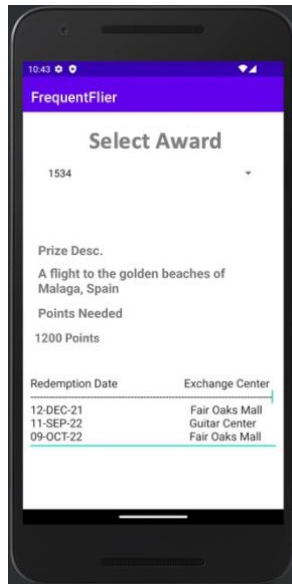 10:43
FrequentFlier
Select Award
1534
Prize Desc.
A flight to the golden beaches of
Malaga, Spain
Points Needed
1200 Points
Redemption Date Exchange Center
12-DEC-21 Fair Oaks Mall
11-SEP-22 Guitar Center
09-OCT-22 Fair Oaks Mall